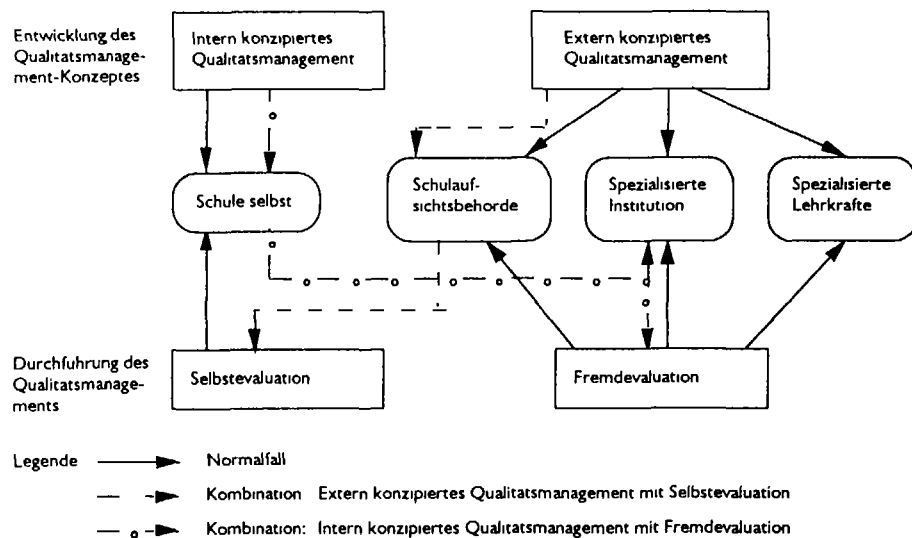 Entwicklung des
Qualitatsmanage-
ment-Konzeptes
Intern konzipiertes
Qualitatsmanagement
Extern konzipiertes
Qualitatsmanagement
Schule selbst
Schulauf-
sichtsbehorde
Spezialisierte
Institution
Spezialisierte
Lehrkrafte
Durchfuhrung des
Qualitatsmanage-
ments
Selbstevaluation
Fremdevaluation
Legende
Normalfall
Kombination Extern konzipiertes Qualitatsmanagement mit Selbstevaluation
Kombination: Intern konzipiertes Qualitatsmanagement mit Fremdevaluation